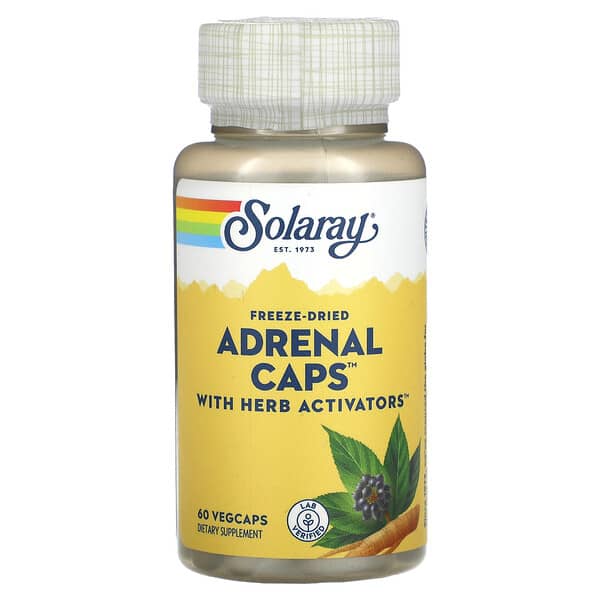 Solaray®
EST. 1973
FREEZE-DRIED
ADRENAL
CAPS™
WITH HERB ACTIVATORS™
60 VEGCAPS
DIETARY SUPPLEMENT
LAB
VERIFIED